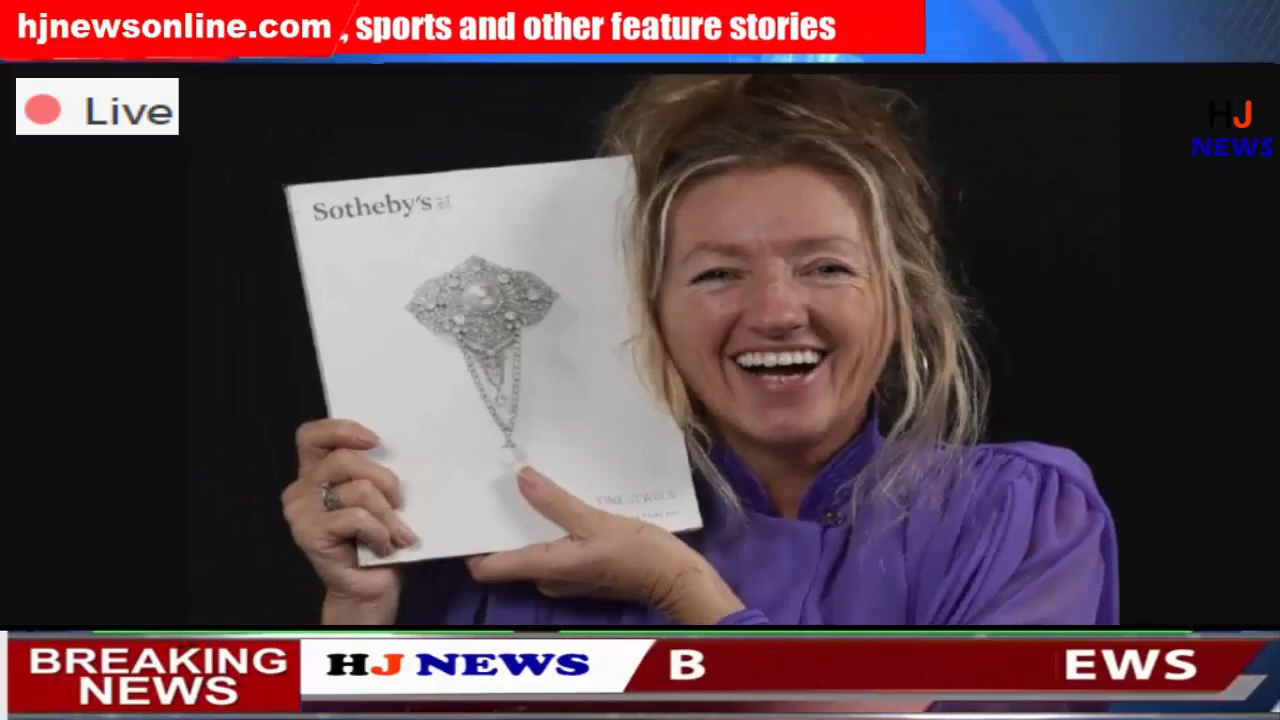 hjnewsonline.com , sports and other feature stories
Live
HJ
NEWS
Sotheby's
FINE JEWELS
BREAKING
NEWS
HJ NEWS
B
EWS